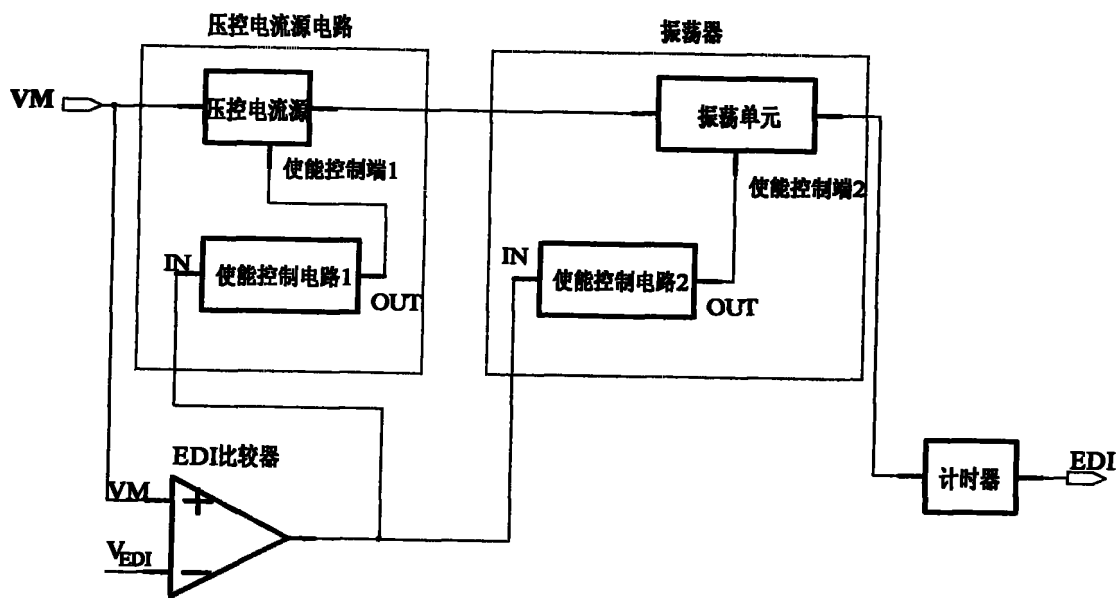 压控电流源电路
振荡器
VM
压控电流源
振荡单元
使能控制端1
使能控制端2
IN
使能控制电路1
OUT
IN
使能控制电路2
OUT
EDI比较器
VM
+
VEDI
−
计时器
EDI